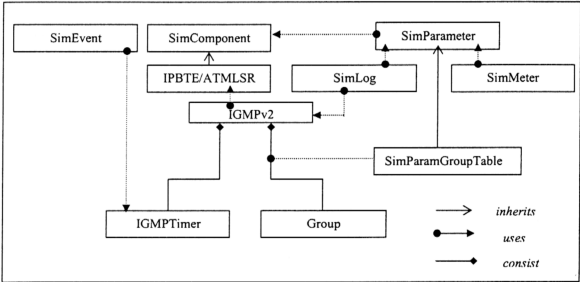 SimEvent
SimComponent
SimParameter
IPBTE/ATMLSR
SimLog
SimMeter
IGMPv2
SimParamGroupTable
IGMPTimer
Group
inherits
uses
consist